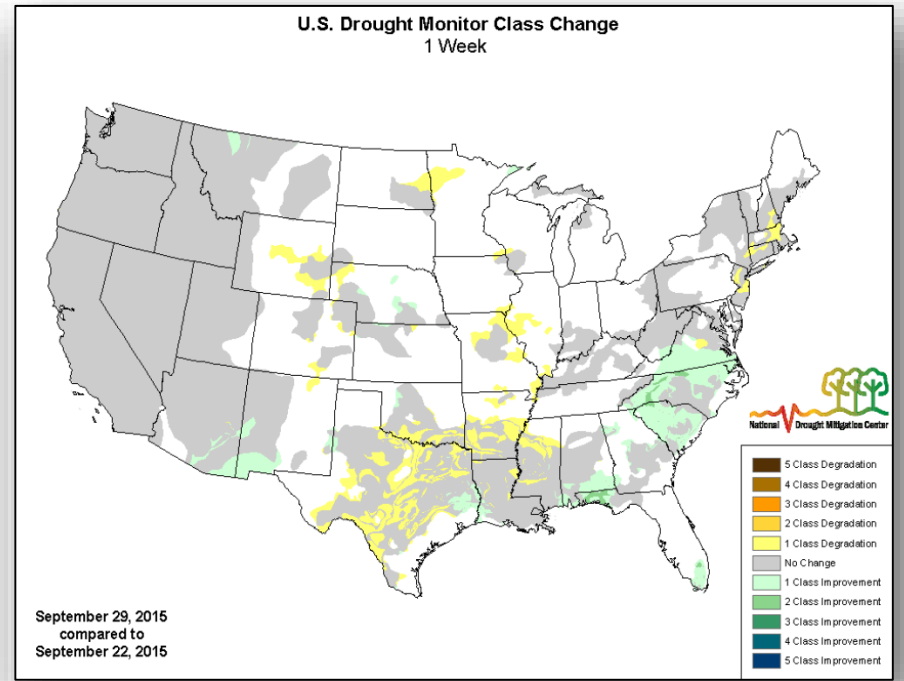 U.S. Drought Monitor Class Change
1 Week
National Drought Mitigation Center
5 Class Degradation
4 Class Degradation
3 Class Degradation
2 Class Degradation
1 Class Degradation
No Change
1 Class Improvement
2 Class Improvement
3 Class Improvement
4 Class Improvement
5 Class Improvement
September 29, 2015
compared to
September 22, 2015